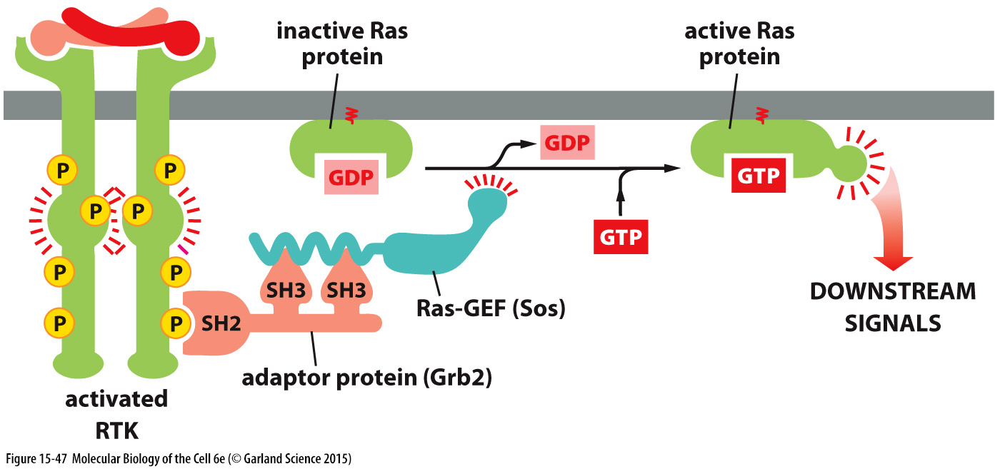 inactive Ras
protein
active Ras
protein
GDP
GDP
GTP
GTP
P
P
P
P
P
P
P
P
SH3
SH3
SH2
Ras-GEF (Sos)
adaptor protein (Grb2)
DOWNSTREAM
SIGNALS
activated
RTK
Figure 15-47 Molecular Biology of the Cell 6e (© Garland Science 2015)